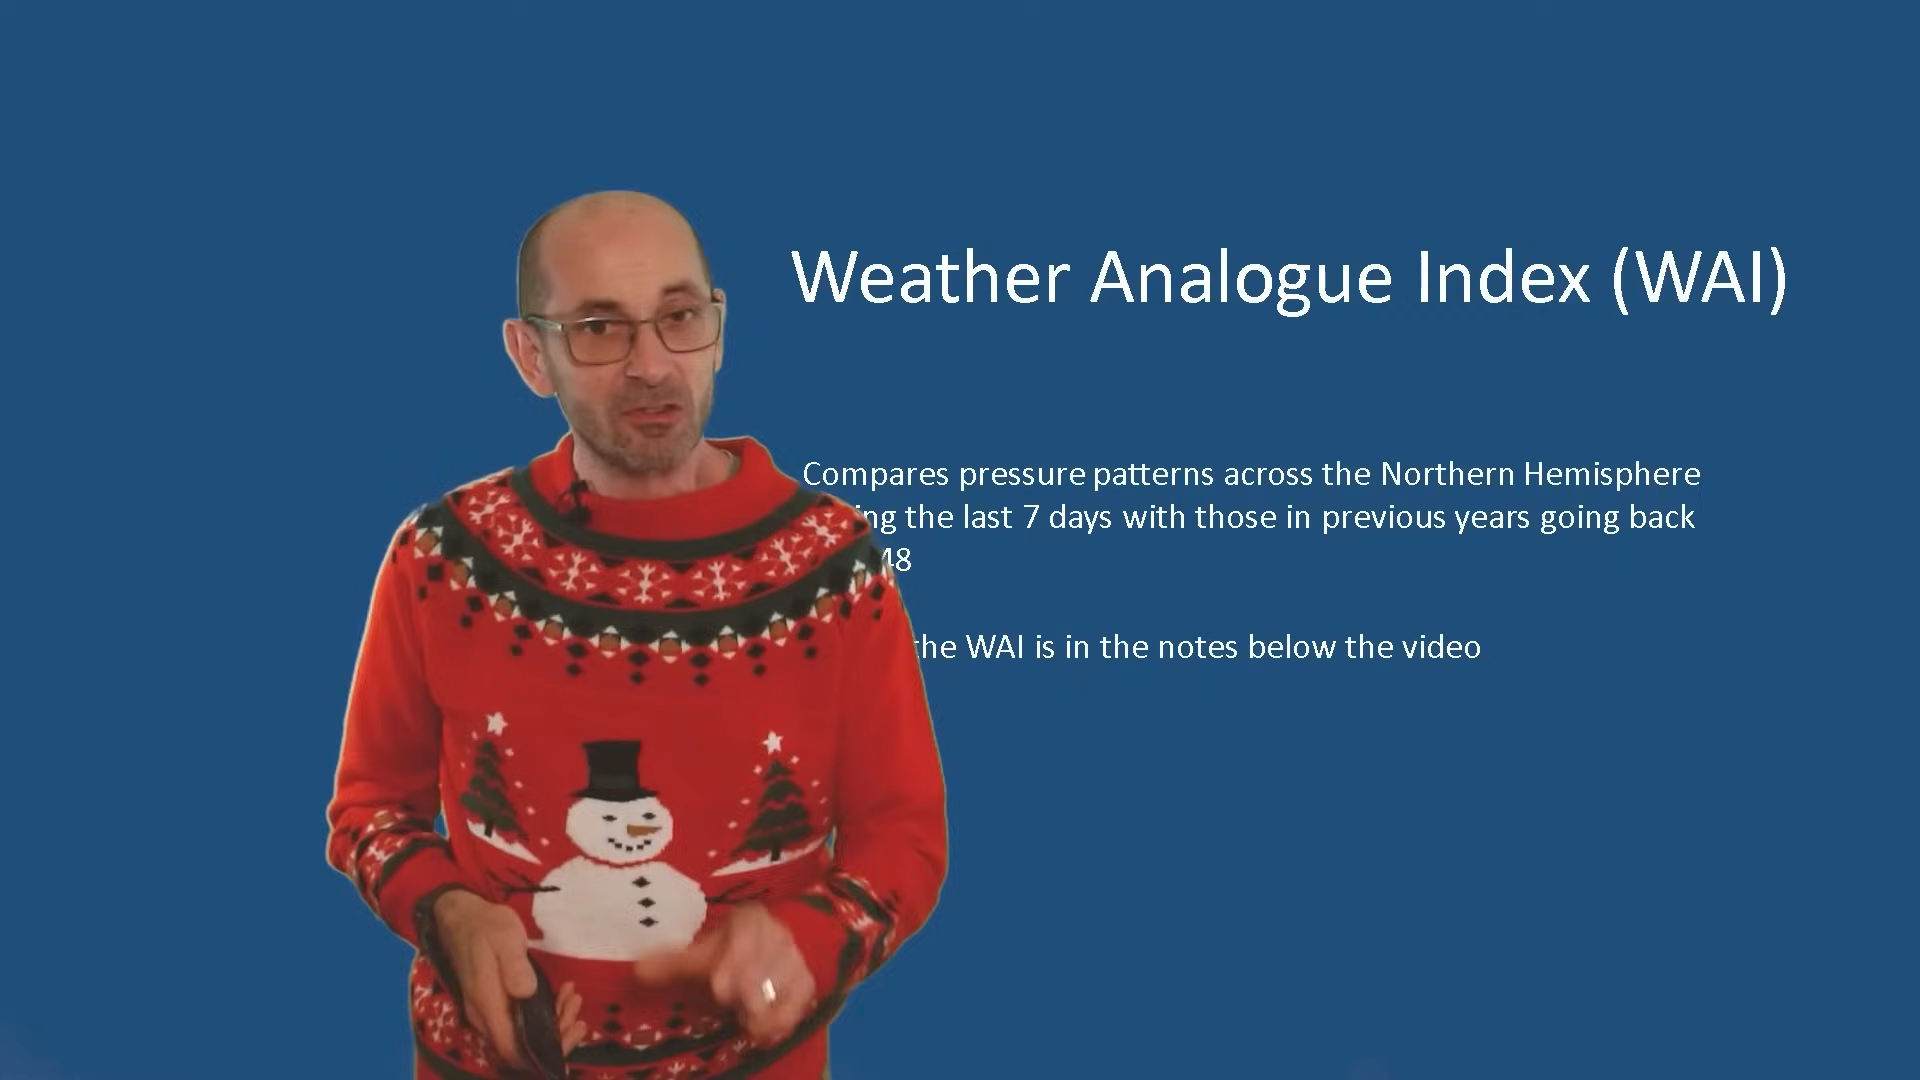 Weather Analogue Index (WAI)
Compares pressure patterns across the Northern Hemisphere
the last 7 days with those in previous years going back
the WAI is in the notes below the video